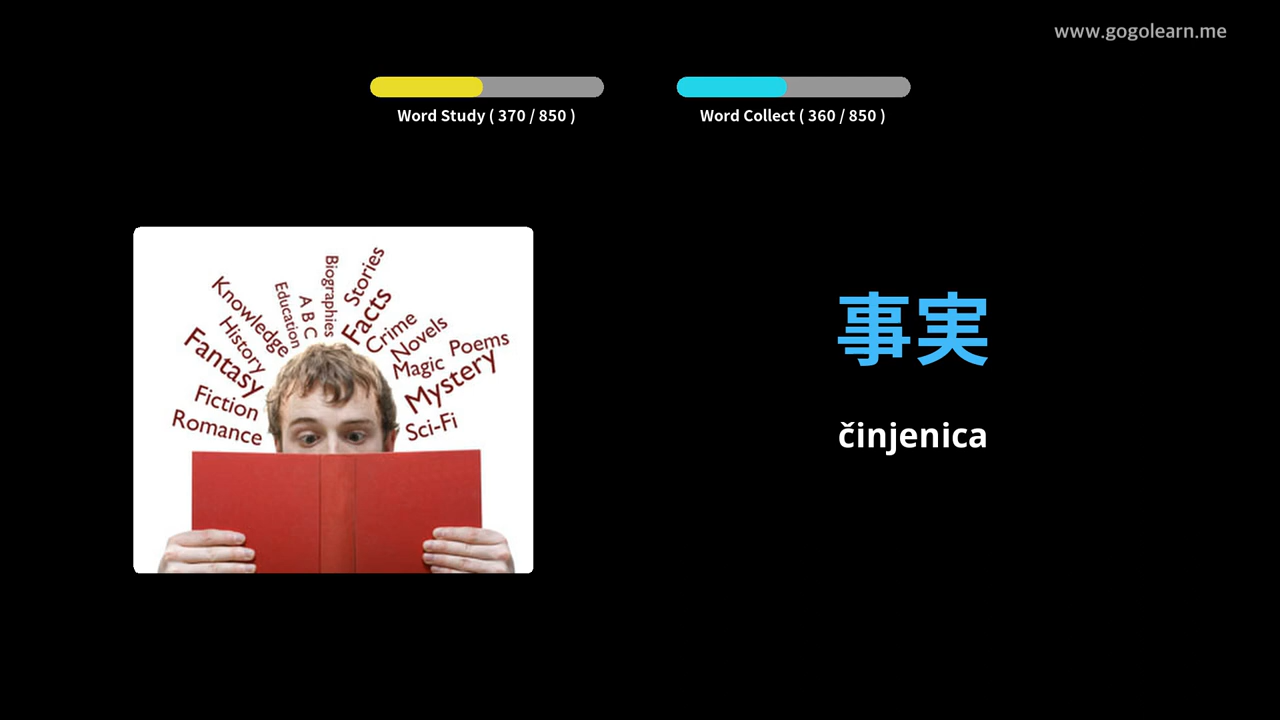 www.gogolearn.me
Word Study ( 370 / 850 )
Word Collect ( 360 / 850 )
Knowledge
History
Fantasy
Fiction
Romance
Education
A B C
Biographies
Stories
Facts
Crime
Novels
Magic
Poems
Mystery
Sci-Fi
事実
činjenica